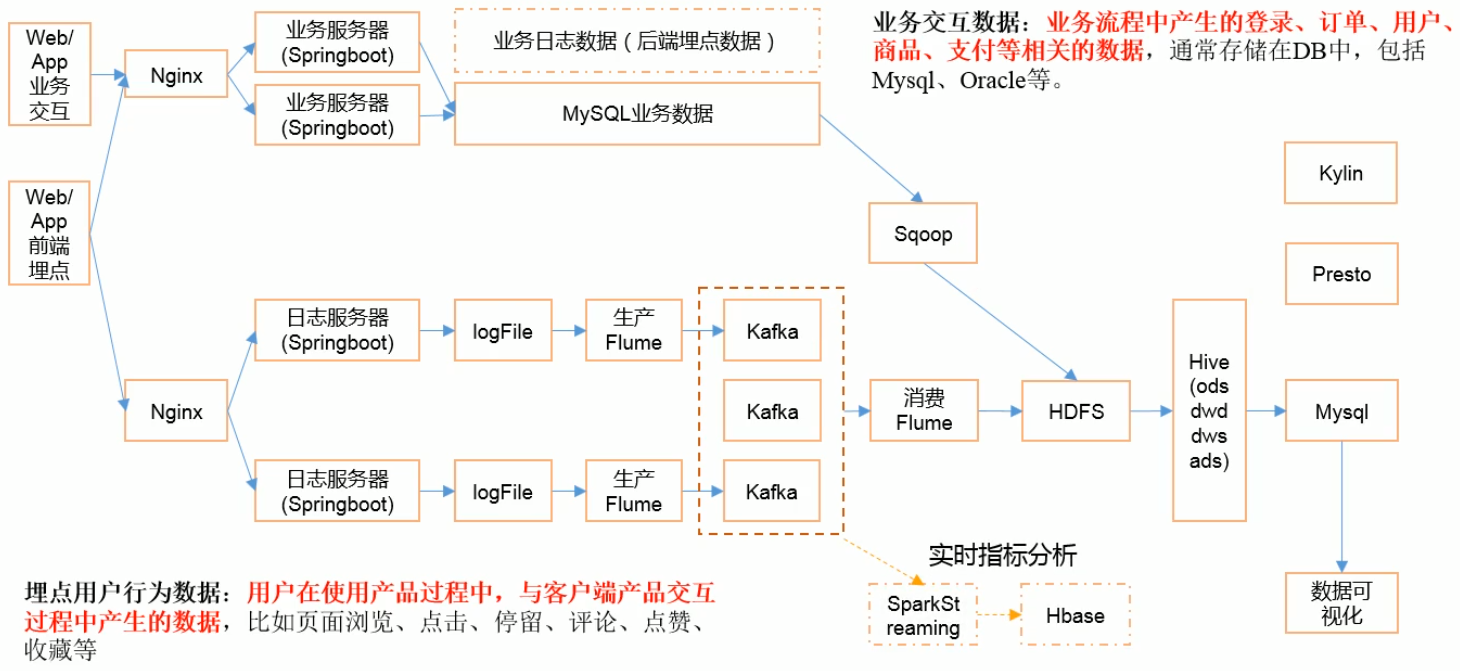 Web/
App
业务
交互
Nginx
业务服务器
(Springboot)
业务服务器
(Springboot)
业务日志数据（后端埋点数据）
MySQL业务数据
业务交互数据：业务流程中产生的登录、订单、用户、
商品、支付等相关的数据，通常存储在DB中，包括
Mysql、Oracle等。
Web/
App
前端
埋点
Sqoop
Kylin
Presto
Nginx
日志服务器
(Springboot)
logFile
生产
Flume
Kafka
Kafka
日志服务器
(Springboot)
logFile
生产
Flume
Kafka
消费
Flume
HDFS
Hive
(ods
dwd
dws
ads)
Mysql
数据可
视化
实时指标分析
SparkSt
reaming
Hbase
埋点用户行为数据：用户在使用产品过程中，与客户端产品交互
过程中产生的数据，比如页面浏览、点击、停留、评论、点赞、
收藏等